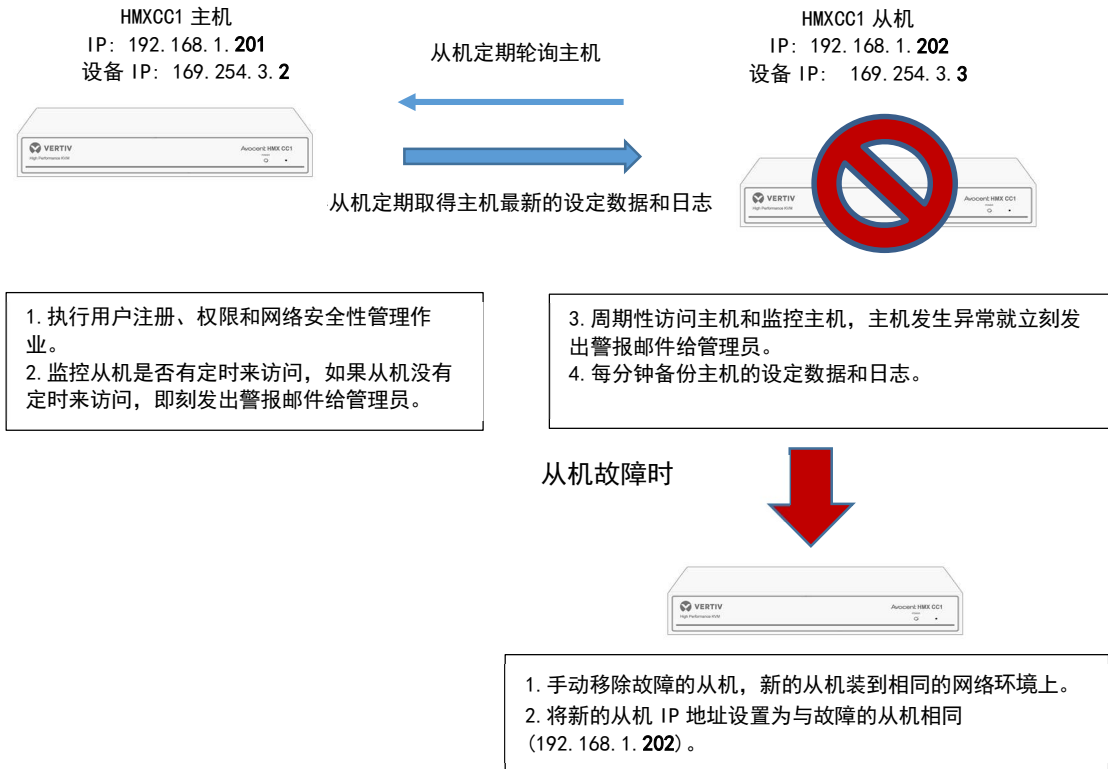 HMXCC1 主机
IP: 192.168.1.201
设备 IP: 169.254.3.2
HMXCC1 从机
IP: 192.168.1.202
设备 IP: 169.254.3.3
从机定期轮询主机
VERTIV
High Performance KVM
Avocent HMX CC1
从机定期取得主机最新的设定数据和日志
VERTIV
High Performance KVM
Avocent HMX CC1
1. 执行用户注册、权限和网络安全性管理作
业。
2. 监控从机是否有定时来访问，如果从机没有
定时来访问，即刻发出警报邮件给管理员。
3. 周期性访问主机和监控主机，主机发生异常就立刻发
出警报邮件给管理员。
4. 每分钟备份主机的设定数据和日志。
从机故障时
VERTIV
High Performance KVM
Avocent HMX CC1
1. 手动移除故障的从机，新的从机装到相同的网络环境上。
2. 将新的从机 IP 地址设置为与故障的从机相同
(192.168.1.202)。